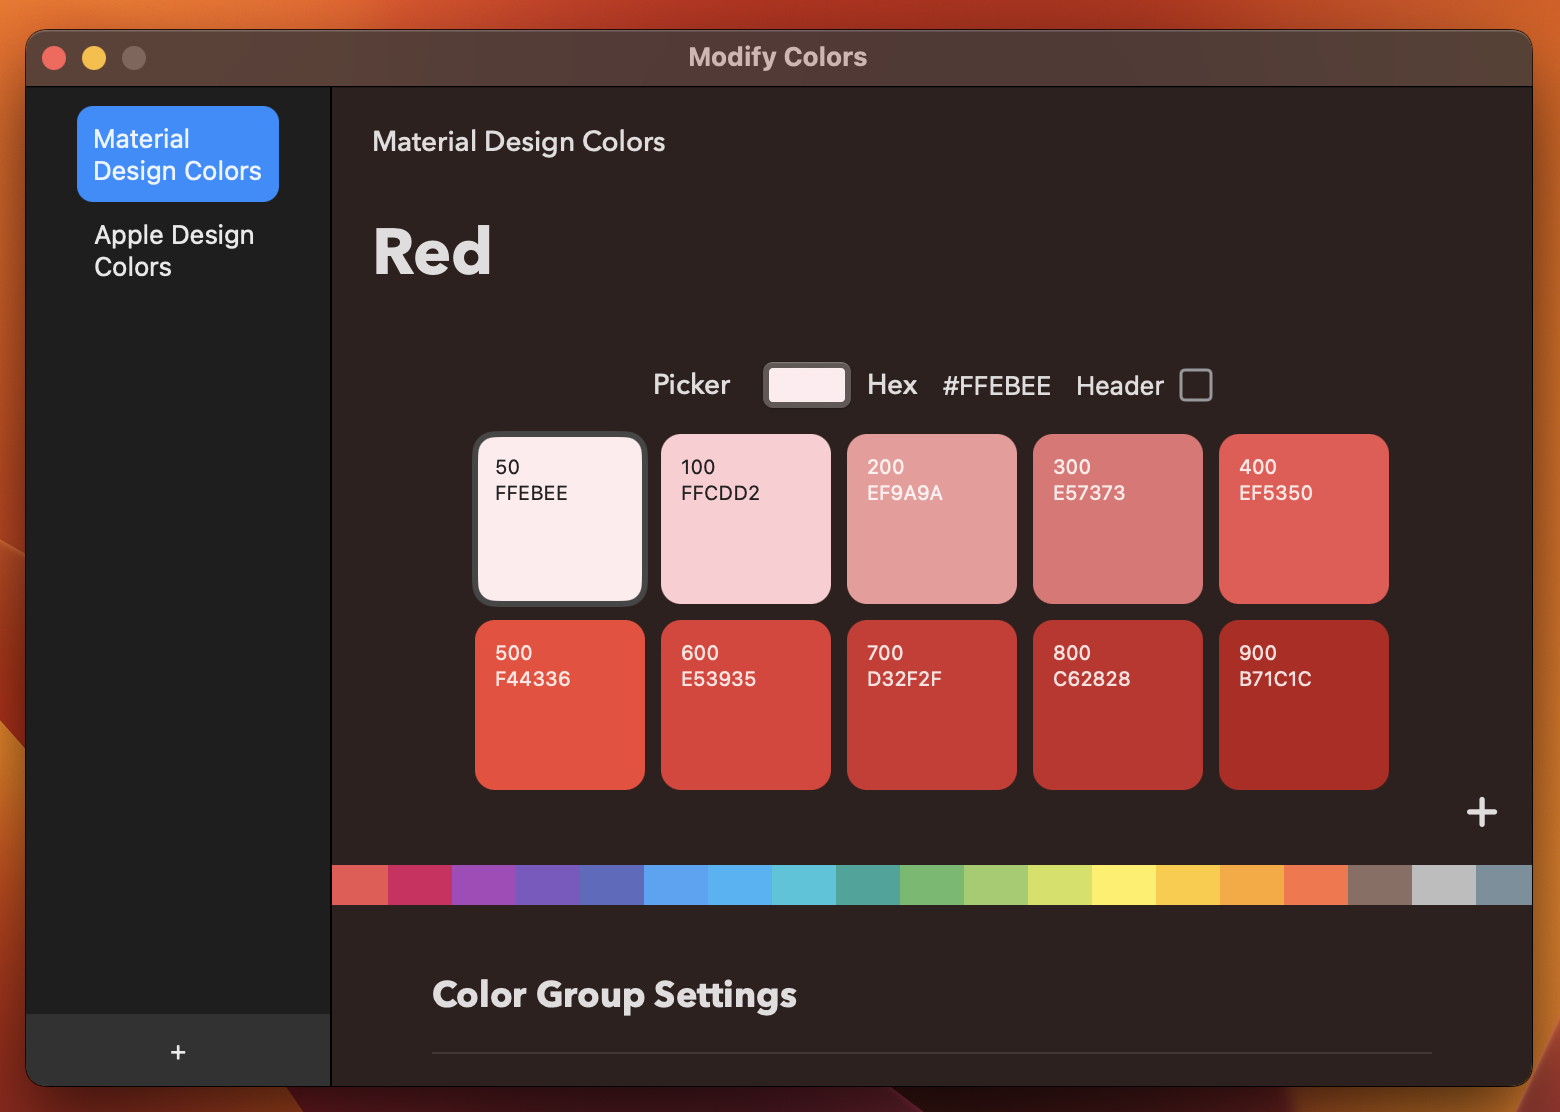 Modify Colors
Material
Design Colors
Apple Design
Colors
+
Material Design Colors
Red
Picker Hex #FFEBEE Header
50
FFEBEE
100
FFCDD2
200
EF9A9A
300
E57373
400
EF5350
500
F44336
600
E53935
700
D32F2F
800
C62828
900
B71C1C
+
Color Group Settings